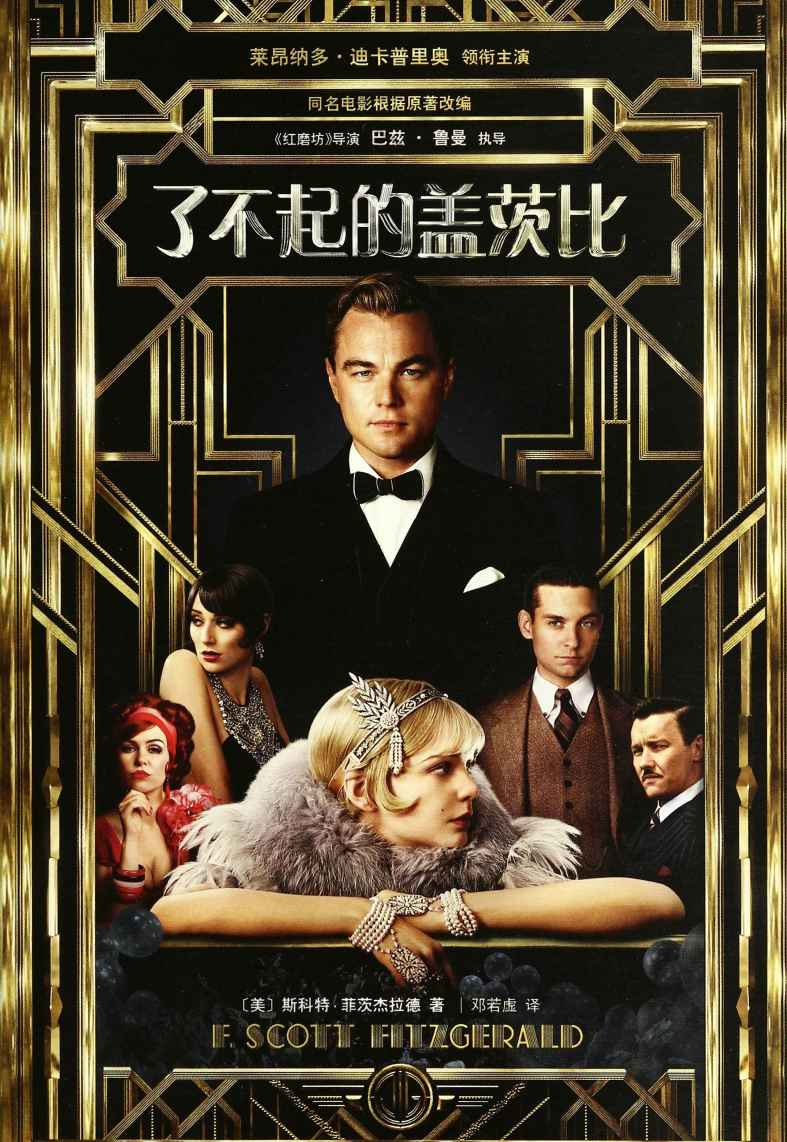 莱昂纳多·迪卡普里奥 领衔主演
同名电影根据原著改编
《红磨坊》导演 巴兹·鲁曼 执导
了不起的盖茨比
〔美〕斯科特·菲茨杰拉德 著 | 邓若虚 译
F. SCOTT FITZGERALD